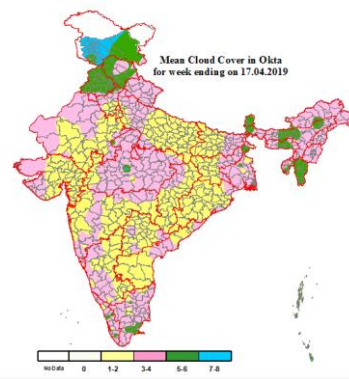 Mean Cloud Cover in Okta
for week ending on 17.04.2019
No Data 0 1-2 3-4 5-6 7-8